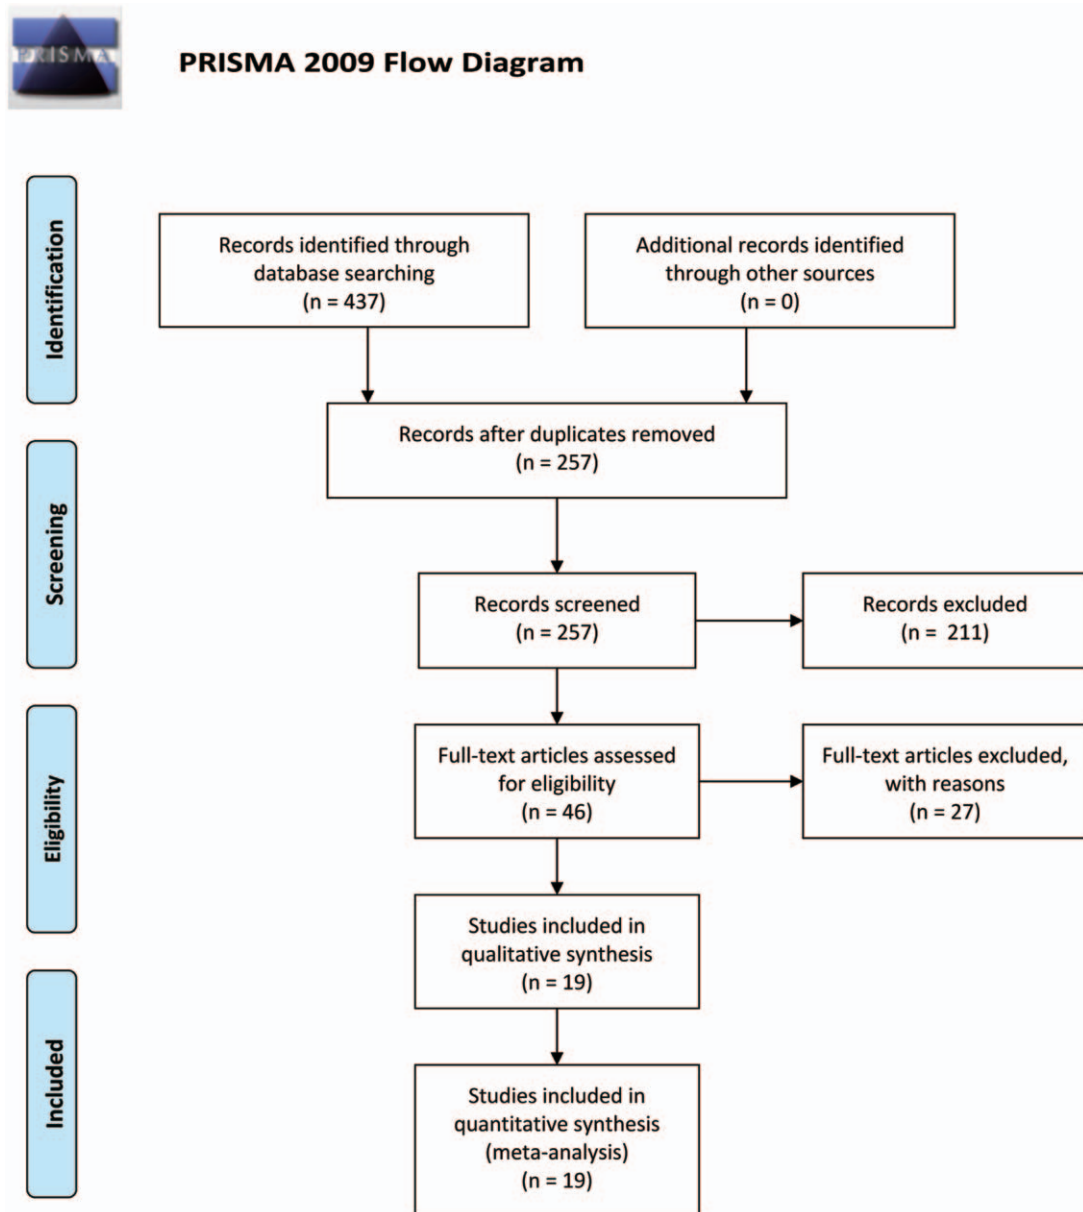 PRISMA
PRISMA 2009 Flow Diagram
Identification
Records identified through
database searching
(n = 437)
Additional records identified
through other sources
(n = 0)
Records after duplicates removed
(n = 257)
Screening
Records screened
(n = 257)
Records excluded
(n = 211)
Eligibility
Full-text articles assessed
for eligibility
(n = 46)
Full-text articles excluded,
with reasons
(n = 27)
Studies included in
qualitative synthesis
(n = 19)
Included
Studies included in
quantitative synthesis
(meta-analysis)
(n = 19)